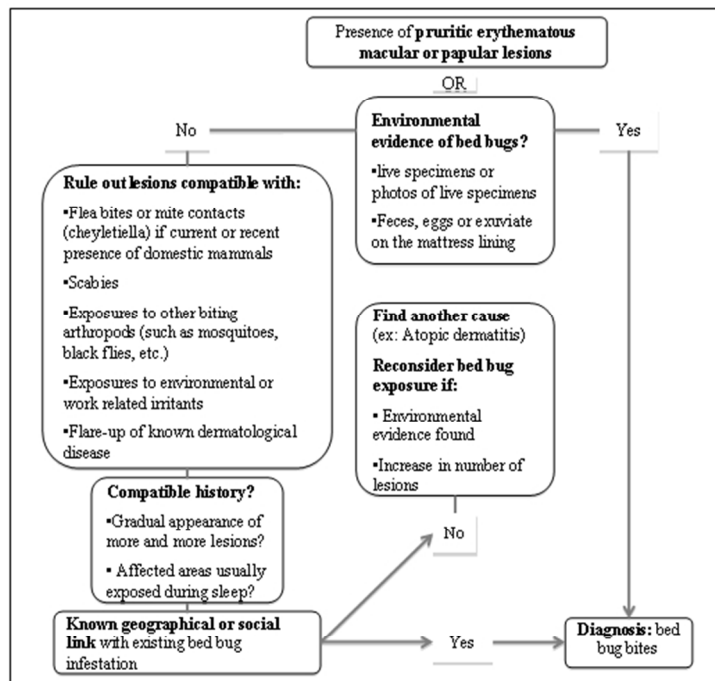 Presence of pruritic erythematous
macular or papular lesions
OR
No
Environmental
evidence of bed bugs?
▪live specimens or
photos of live specimens
▪Feces, eggs or exuviate
on the mattress lining
Yes
Rule out lesions compatible with:
▪Flea bites or mite contacts
(cheyletiella) if current or recent
presence of domestic mammals
▪Scabies
▪Exposures to other biting
arthropods (such as mosquitoes,
black flies, etc.)
▪Exposures to environmental or
work related irritants
▪Flare-up of known dermatological
disease
Find another cause
(ex: Atopic dermatitis)
Reconsider bed bug
exposure if:
▪ Environmental
evidence found
▪Increase in number of
lesions
Compatible history?
▪Gradual appearance of
more and more lesions?
▪ Affected areas usually
exposed during sleep?
No
Known geographical or social
link with existing bed bug
infestation
Yes
Diagnosis: bed
bug bites